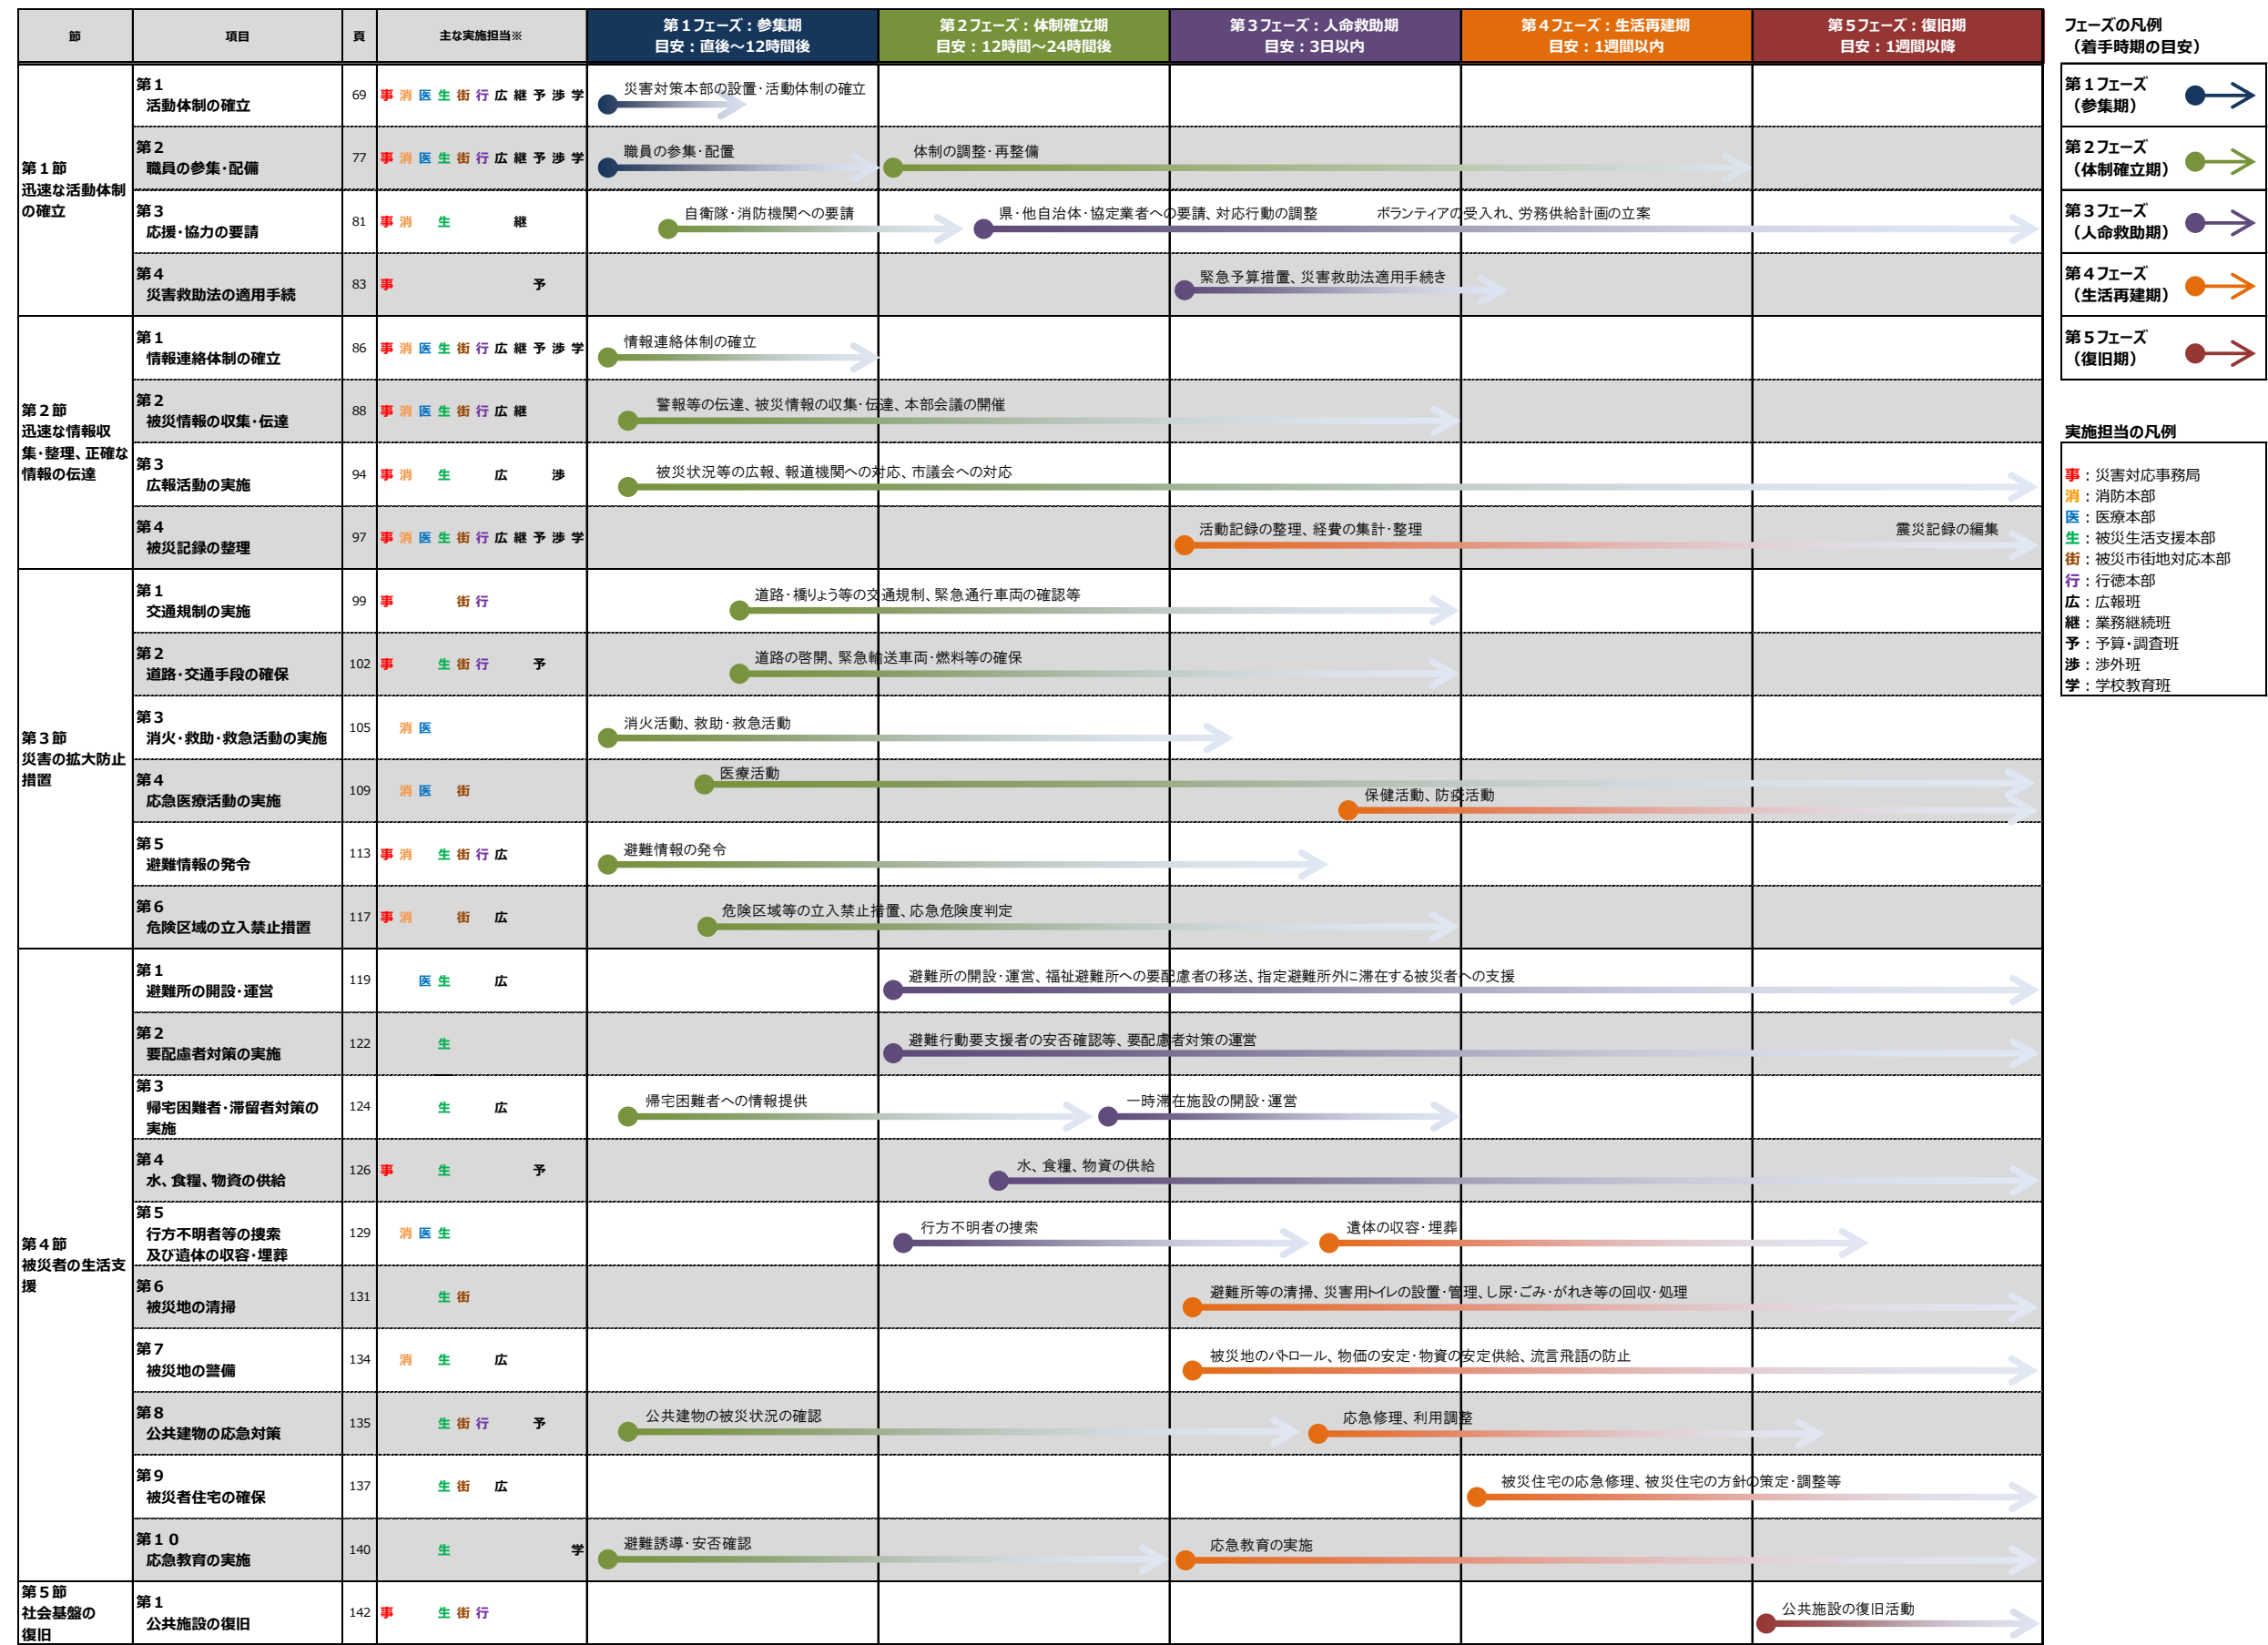 節 項目 頁 主な実施担当※ 第1フェーズ：参集期 第2フェーズ：体制確立期 第3フェーズ：人命救助期 第4フェーズ：生活再建期 第5フェーズ：復旧期
目安：直後～12時間後 目安：12時間～24時間後 目安：3日以内 目安：1週間以内 目安：1週間以降
第1節
迅速な活動体制
の確立
第1
活動体制の確立 69 事 消 医 生 街 行 広 継 予 渉 学 災害対策本部の設置･活動体制の確立
第2
職員の参集･配備 77 事 消 医 生 街 行 広 継 予 渉 学 職員の参集･配置 体制の調整･再整備
第3
応援･協力の要請 81 事 消 生 継 自衛隊･消防機関への要請 県･他自治体･協定業者への要請、対応行動の調整 ボランティアの受入れ、労務供給計画の立案
第4
災害救助法の適用手続 83 事 予 緊急予算措置、災害救助法適用手続き
第2節
迅速な情報収
集･整理、正確な
情報の伝達
第1
情報連絡体制の確立 86 事 消 医 生 街 行 広 継 予 渉 学 情報連絡体制の確立
第2
被災情報の収集･伝達 88 事 消 医 生 街 行 広 継 警報等の伝達、被災情報の収集･伝達、本部会議の開催
第3
広報活動の実施 94 事 消 生 広 渉 被災状況等の広報、報道機関への対応、市議会への対応
第4
被災記録の整理 97 事 消 医 生 街 行 広 継 予 渉 学 活動記録の整理、経費の集計･整理 震災記録の編集
第3節
災害の拡大防止
措置
第1
交通規制の実施 99 事 街 行 道路･橋りょう等の交通規制、緊急通行車両の確認等
第2
道路･交通手段の確保 102 事 生 街 行 予 道路の啓開、緊急輸送車両･燃料等の確保
第3
消火･救助･救急活動の実施 105 消 医 消火活動、救助･救急活動
第4
応急医療活動の実施 109 消 医 街 医療活動 保健活動、防疫活動
第5
避難情報の発令 113 事 消 生 街 行 広 避難情報の発令
第6
危険区域の立入禁止措置 117 事 消 街 広 危険区域等の立入禁止措置、応急危険度判定
第4節
被災者の生活支
援
第1
避難所の開設･運営 119 医 生 広 避難所の開設･運営、福祉避難所への要配慮者の移送、指定避難所外に滞在する被災者への支援
第2
要配慮者対策の実施 122 生 避難行動要支援者の安否確認等、要配慮者対策の運営
第3
帰宅困難者･滞留者対策の
実施 124 生 広 帰宅困難者への情報提供 一時滞在施設の開設･運営
第4
水、食糧、物資の供給 126 事 生 予 水、食糧、物資の供給
第5
行方不明者等の捜索
及び遺体の収容･埋葬 129 消 医 生 行方不明者の捜索 遺体の収容･埋葬
第6
被災地の清掃 131 生 街 避難所等の清掃、災害用トイレの設置･管理、し尿･ごみ･がれき等の回収･処理
第7
被災地の警備 134 消 生 広 被災地のパトロール、物価の安定･物資の安定供給、流言飛語の防止
第8
公共建物の応急対策 135 生 街 行 予 公共建物の被災状況の確認 応急修理、利用調整
第9
被災者住宅の確保 137 生 街 広 被災住宅の応急修理、被災住宅の方針の策定･調整等
第10
応急教育の実施 140 生 学 避難誘導･安否確認 応急教育の実施
第5節
社会基盤の
復旧
第1
公共施設の復旧 142 事 生 街 行 公共施設の復旧活動
フェーズの凡例
（着手時期の目安）
第1フェーズ
（参集期）
第2フェーズ
（体制確立期）
第3フェーズ
（人命救助期）
第4フェーズ
（生活再建期）
第5フェーズ
（復旧期）
実施担当の凡例
事：災害対応事務局
消：消防本部
医：医療本部
生：被災生活支援本部
街：被災市街地対応本部
行：行徳本部
広：広報班
継：業務継続班
予：予算･調査班
渉：渉外班
学：学校教育班